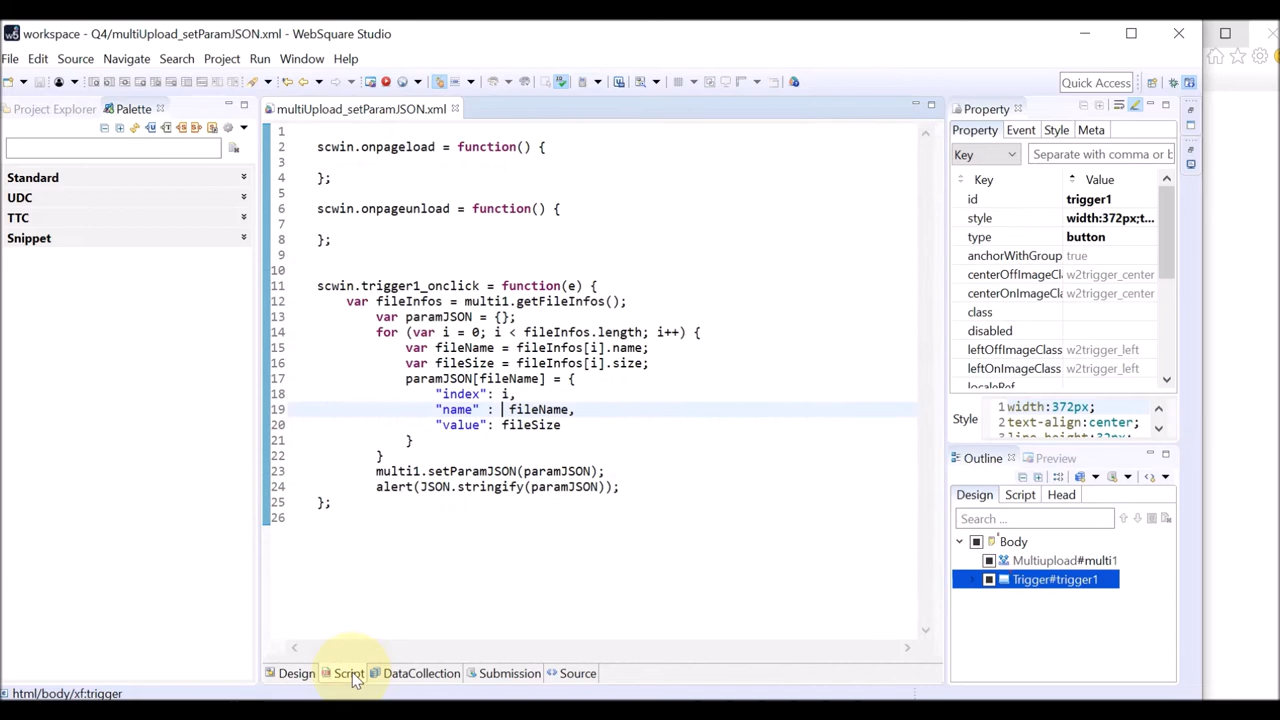 workspace - Q4/multiUpload_setParamJSON.xml - WebSquare Studio
File Edit Source Navigate Search Project Run Window Help
Quick Access
Project Explorer
Palette
Standard
UDC
TTC
Snippet
multiUpload_setParamJSON.xml
1
2 scwin.onpageload = function() {
3
4 };
5
6 scwin.onpageunload = function() {
7
8 };
9
10
11 scwin.trigger1_onclick = function(e) {
12 var fileInfos = multi1.getFileInfos();
13 var paramJSON = {};
14 for (var i = 0; i < fileInfos.length; i++) {
15 var fileName = fileInfos[i].name;
16 var fileSize = fileInfos[i].size;
17 paramJSON[fileName] = {
18 "index": i,
19 "name" : fileName,
20 "value": fileSize
21 }
22 }
23 multi1.setParamJSON(paramJSON);
24 alert(JSON.stringify(paramJSON));
25 };
26
Design Script DataCollection Submission Source
html/body/xf:trigger
Property
Property Event Style Meta
Key Separate with comma or b
Key Value
id trigger1
style width:372px;t...
type button
anchorWithGroup true
centerOffImageCl w2trigger_center
centerOnImageCl w2trigger_center
class
disabled
leftOffImageClass w2trigger_left
leftOnImageClass w2trigger_left
localeRef
Style
1 width:372px;
2 text-align:center;
3 line-height:32px;
Outline
Preview
Design Script Head
Search ...
Body
Multiupload#multi1
Trigger#trigger1